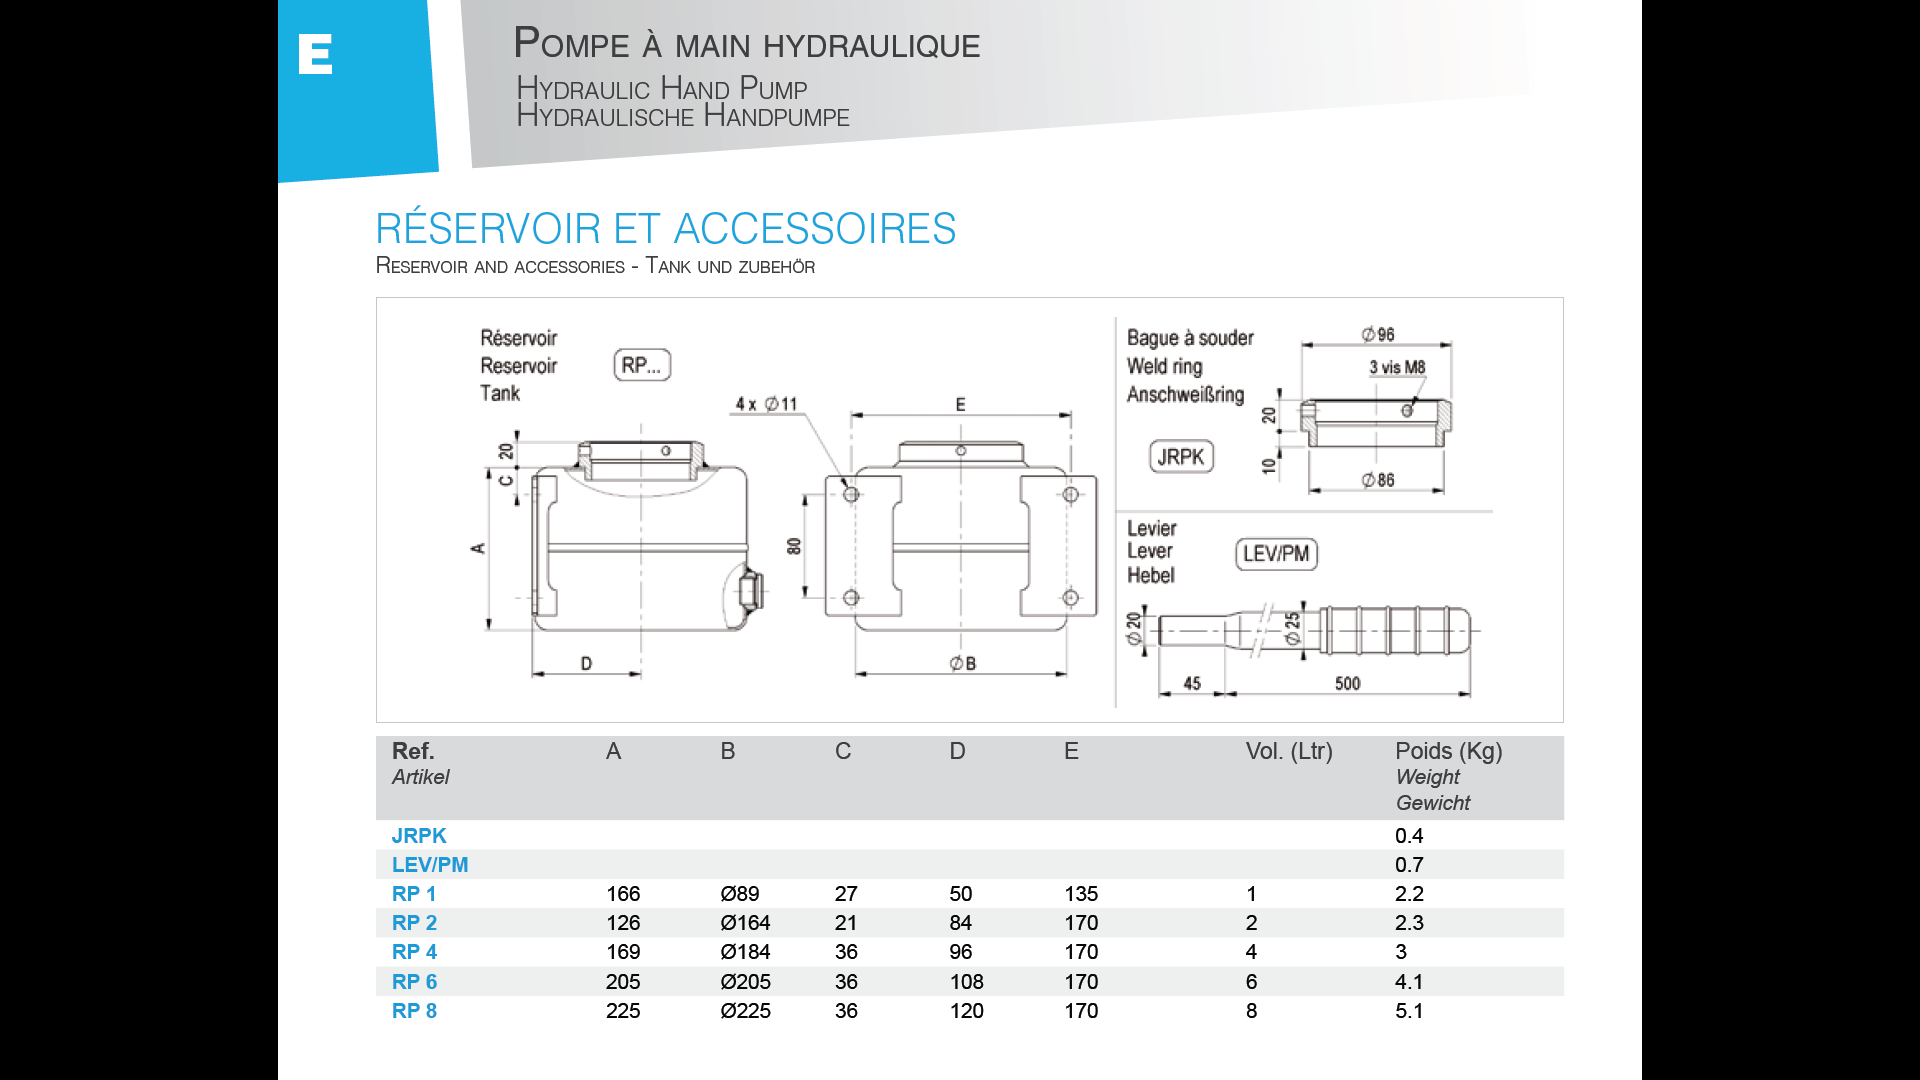 E
POMPE À MAIN HYDRAULIQUE
HYDRAULIC HAND PUMP
HYDRAULISCHE HANDPUMPE
RÉSERVOIR ET ACCESSOIRES
RESERVOIR AND ACCESSORIES - TANK UND ZUBEHÖR
Réservoir
Reservoir
Tank
RP...
4 x Ø11
E
20
C
A
D
80
ØB
Bague à souder
Weld ring
Anschweißring
JRPK
Ø96
3 vis M8
20
10
Ø86
Levier
Lever
Hebel
LEV/PM
Ø20
Ø25
45
500
Ref. A B C D E Vol. (Ltr) Poids (Kg)
Artikel Weight
Gewicht
JRPK 0.4
LEV/PM 0.7
RP 1 166 Ø89 27 50 135 1 2.2
RP 2 126 Ø164 21 84 170 2 2.3
RP 4 169 Ø184 36 96 170 4 3
RP 6 205 Ø205 36 108 170 6 4.1
RP 8 225 Ø225 36 120 170 8 5.1